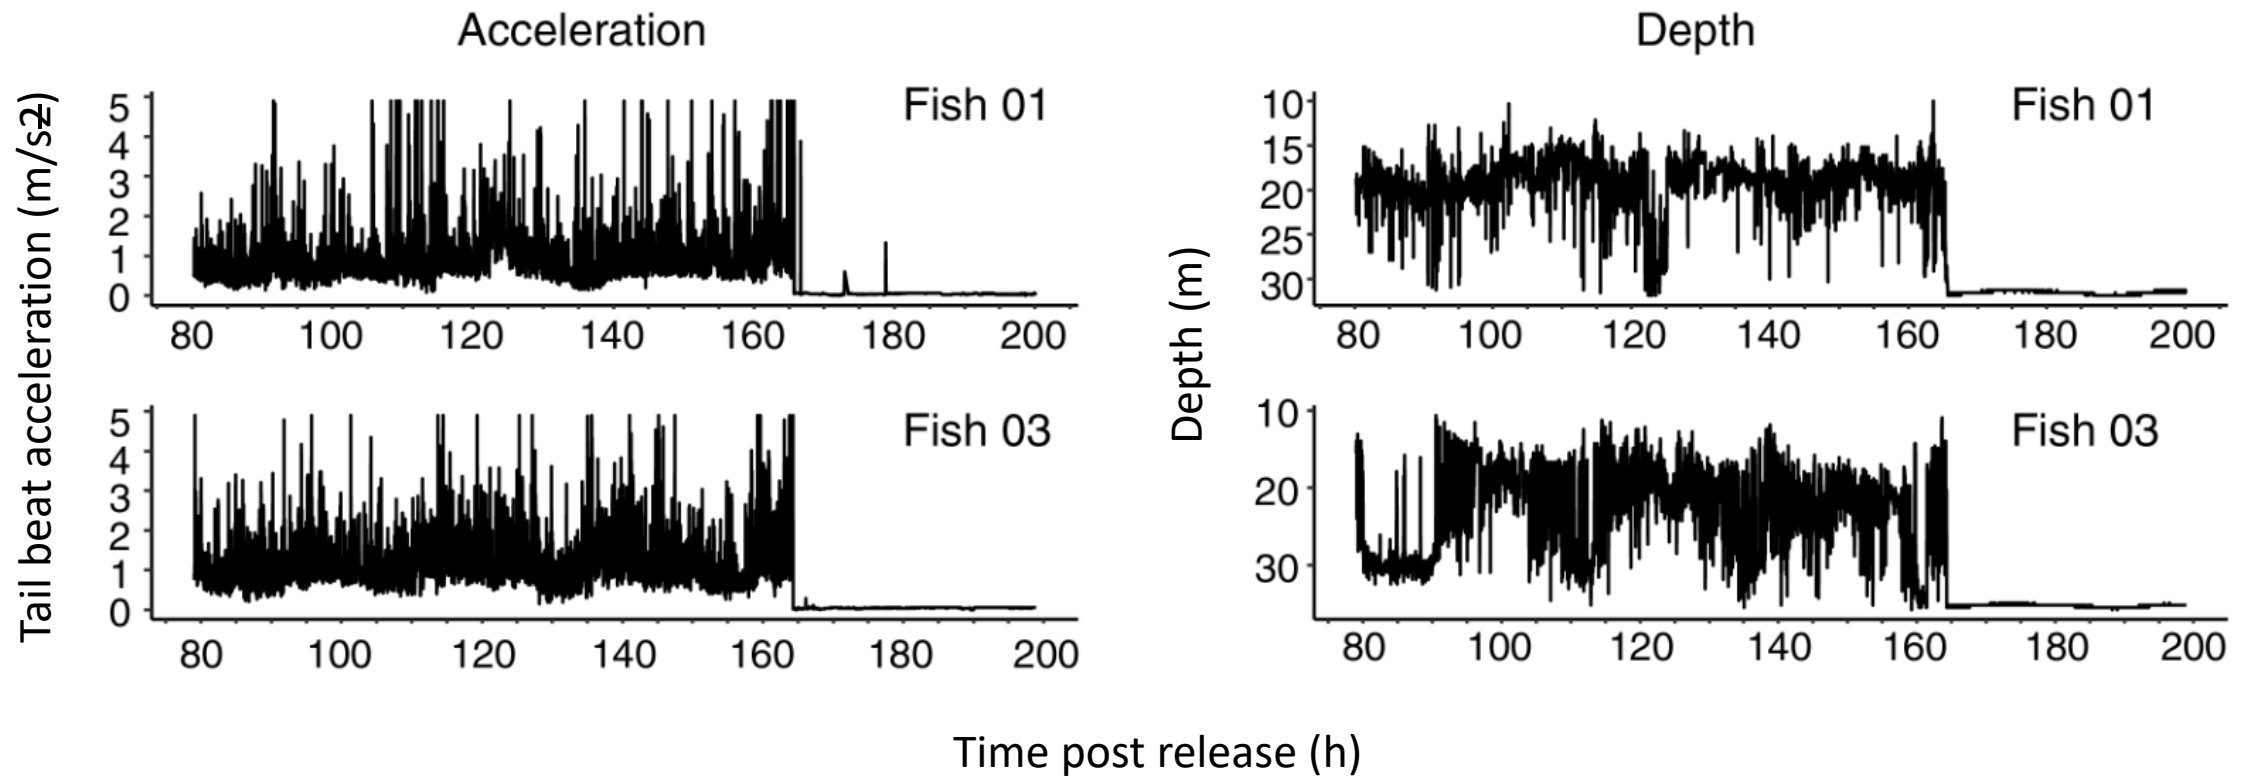 Acceleration
Depth
Tail beat acceleration (m/s2)
Fish 01
5
4
3
2
1
0
80 100 120 140 160 180 200
Fish 03
5
4
3
2
1
0
80 100 120 140 160 180 200
Depth (m)
Fish 01
10
15
20
25
30
80 100 120 140 160 180 200
Fish 03
10
20
30
80 100 120 140 160 180 200
Time post release (h)